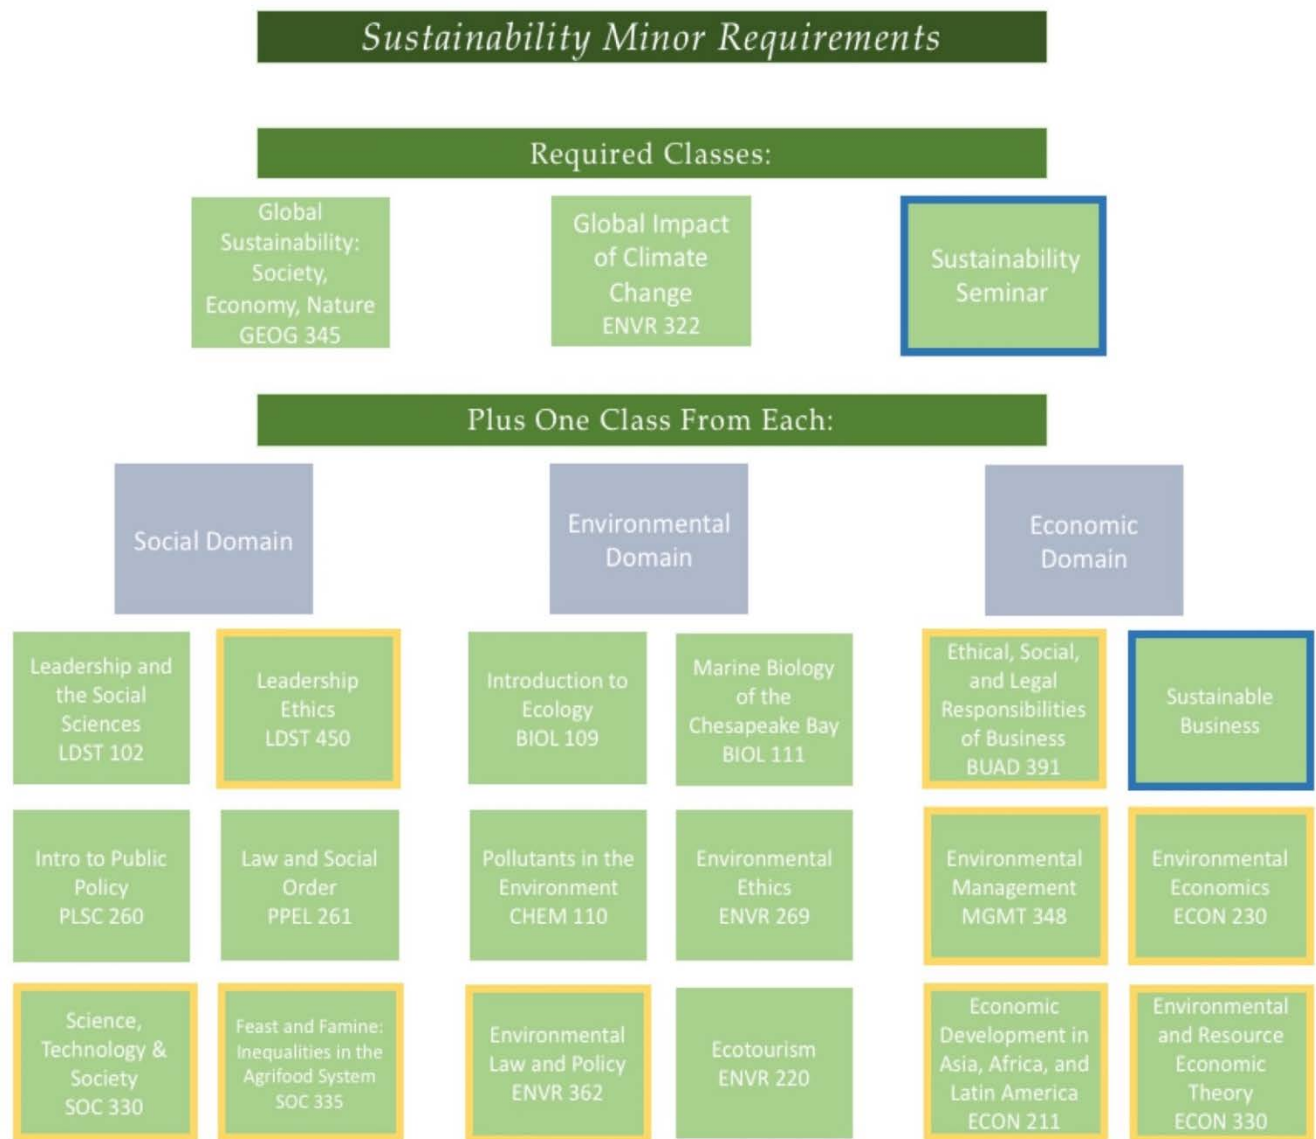 Sustainability Minor Requirements
Required Classes:
Global
Sustainability:
Society,
Economy, Nature
GEOG 345
Global Impact
of Climate
Change
ENVR 322
Sustainability
Seminar
Plus One Class From Each:
Social Domain
Environmental
Domain
Economic
Domain
Leadership and
the Social
Sciences
LDST 102
Leadership
Ethics
LDST 450
Introduction to
Ecology
BIOL 109
Marine Biology
of the
Chesapeake Bay
BIOL 111
Ethical, Social,
and Legal
Responsibilities
of Business
BUAD 391
Sustainable
Business
Intro to Public
Policy
PLSC 260
Law and Social
Order
PPEL 261
Pollutants in the
Environment
CHEM 110
Environmental
Ethics
ENVR 269
Environmental
Management
MGMT 348
Environmental
Economics
ECON 230
Science,
Technology &
Society
SOC 330
Feast and Famine:
Inequalities in the
Agrifood System
SOC 335
Environmental
Law and Policy
ENVR 362
Ecotourism
ENVR 220
Economic
Development in
Asia, Africa, and
Latin America
ECON 211
Environmental
and Resource
Economic
Theory
ECON 330